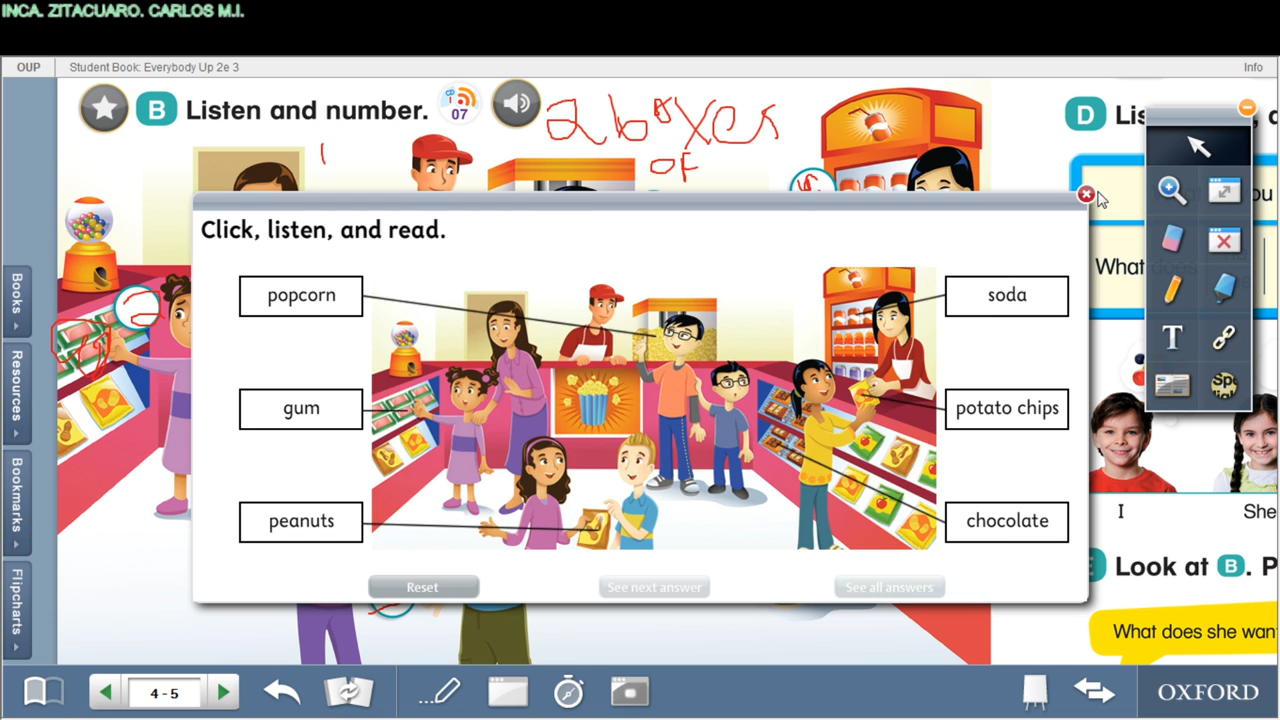 INCA. ZITACUARO. CARLOS M.I.
OUP
Student Book: Everybody Up 2e 3
Info
B Listen and number.
07
2 boxes
OF
D
Click, listen, and read.
popcorn
gum
peanuts
soda
potato chips
chocolate
Reset
See next answer
See all answers
Books
Resources
Bookmarks
Flipcharts
What
I
She
Look at B. P
What does she wan
T
4 - 5
OXFORD